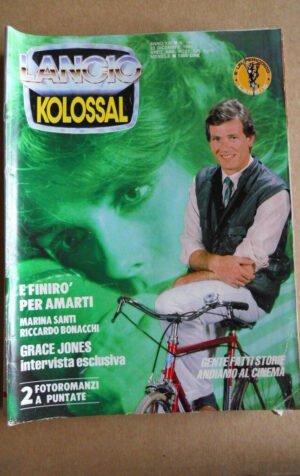 LANCIO
KOLOSSAL
E FINIRO'
PER AMARTI
MARINA SANTI
RICCARDO BONACCHI
GRACE JONES
intervista esclusiva
2 FOTOROMANZI
A PUNTATE
GENTE FATTI STORIE
ANDIAMO AL CINEMA